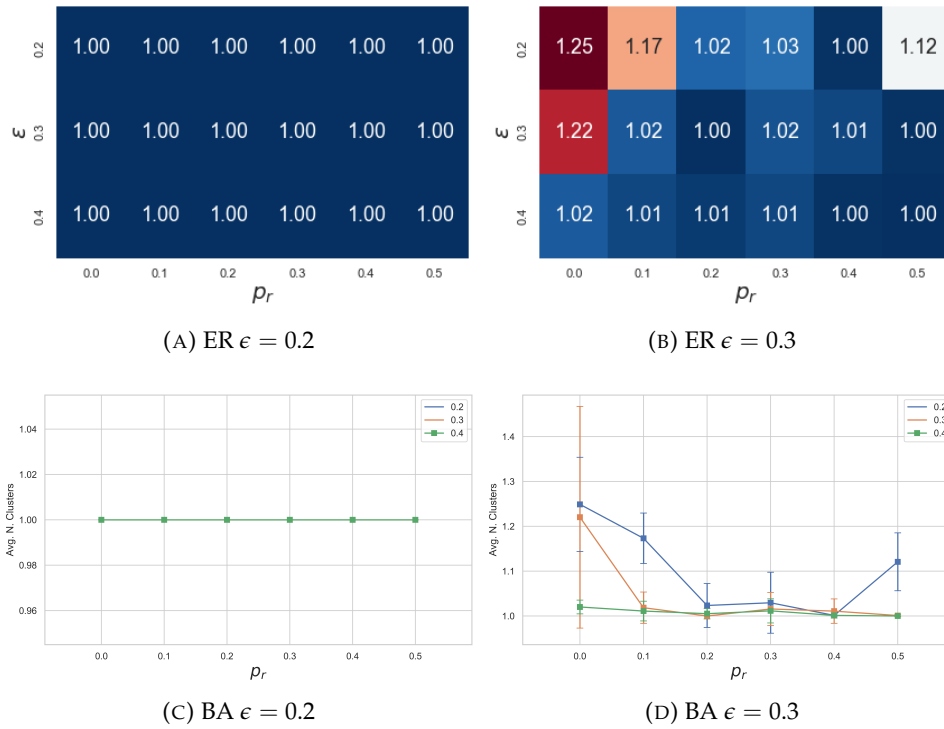 1.00 1.00 1.00 1.00 1.00 1.00
1.00 1.00 1.00 1.00 1.00 1.00
1.00 1.00 1.00 1.00 1.00 1.00
0.2
0.3
0.4
ε
0.0 0.1 0.2 0.3 0.4 0.5
p_r
(A) ER ϵ = 0.2
1.25 1.17 1.02 1.03 1.00 1.12
1.22 1.02 1.00 1.02 1.01 1.00
1.02 1.01 1.01 1.01 1.00 1.00
0.2
0.3
0.4
ε
0.0 0.1 0.2 0.3 0.4 0.5
p_r
(B) ER ϵ = 0.3
0.2
0.3
0.4
1.04
1.02
1.00
0.98
0.96
Avg. N. Clusters
0.0 0.1 0.2 0.3 0.4 0.5
p_r
(C) BA ϵ = 0.2
0.2
0.3
0.4
1.4
1.3
1.2
1.1
1.0
Avg. N. Clusters
0.0 0.1 0.2 0.3 0.4 0.5
p_r
(D) BA ϵ = 0.3